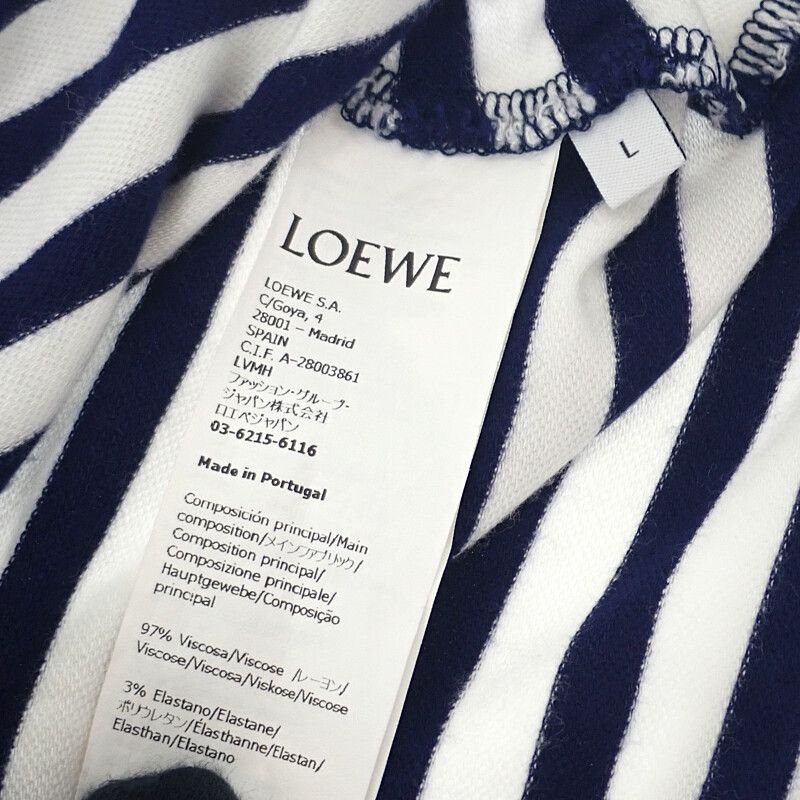 L
LOEWE
LOEWE S.A.
C/Goya, 4
28001 - Madrid
SPAIN
C.I.F. A-28003861
LVMH
ファッション・グループ・
ジャパン株式会社
ロエベジャパン
03-6215-6116
Made in Portugal
Composición principal/Main
composition/メインファブリック/
Composition principal/
Composizione principale/
Hauptgewebe/Composição
principal
97% Viscosa/Viscose /レーヨン/
Viscose/Viscosa/Viskose/Viscose
3% Elastano/Elastane/
ポリウレタン/Élasthanne/Elastan/
Elasthan/Elastano